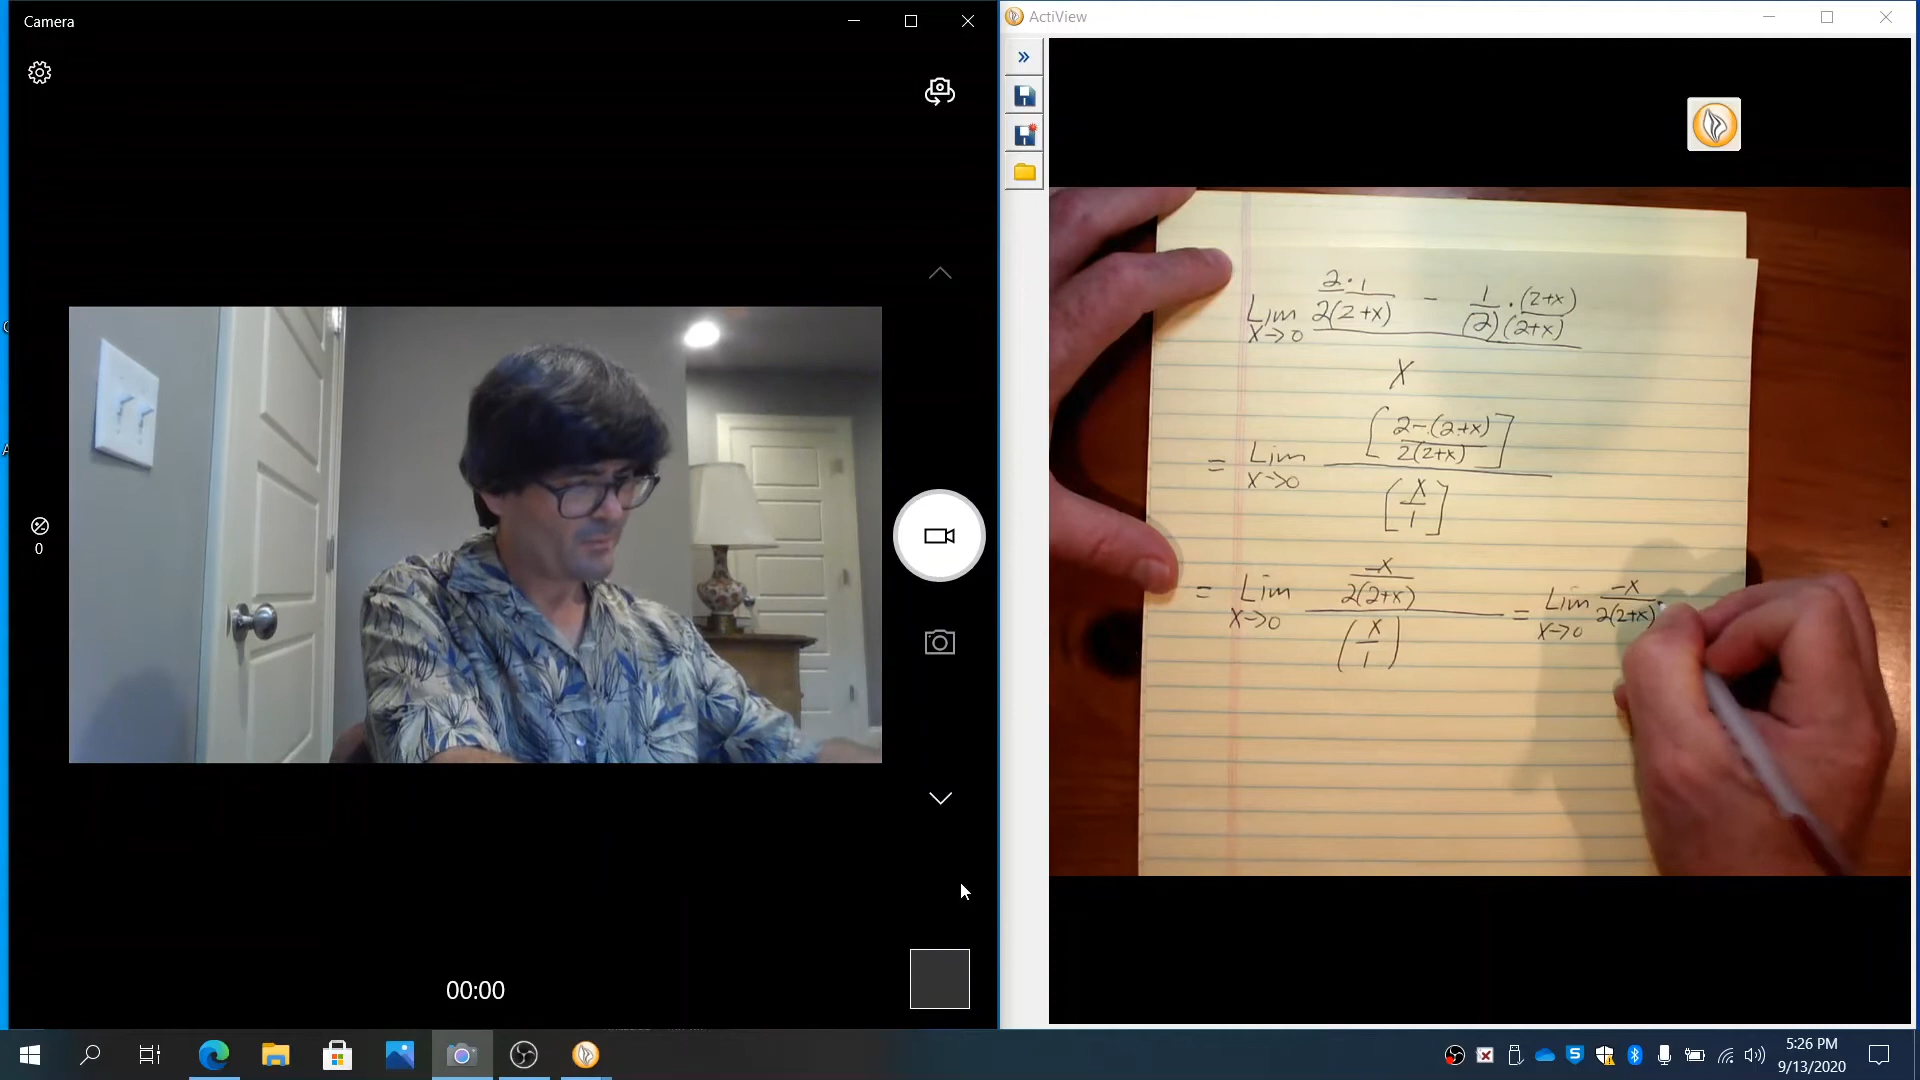 Camera
ActiView
0
00:00
2·1/2(2+x) - 1/(2)·(2+x)/(2+x)
Lim
X→0
X
= Lim [2-(2+x)/2(2+x)]
X→0
[X/1]
= Lim -X/2(2+x) = Lim -X/2(2+x)
X→0 (X/1) X→0
5:26 PM
9/13/2020